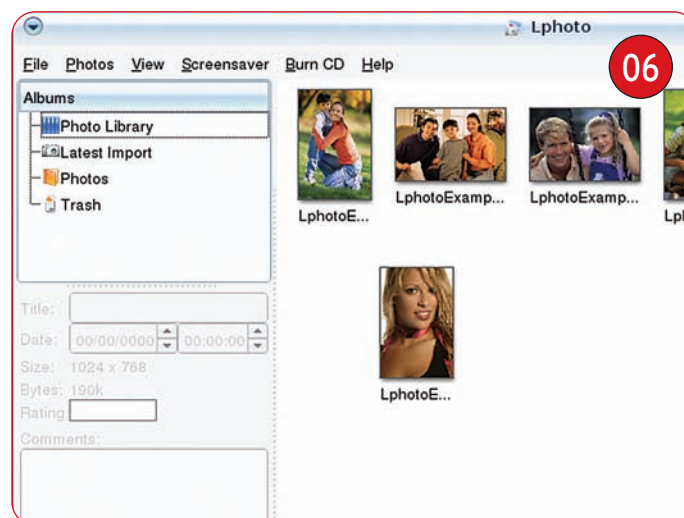 Lphoto
06
File Photos View Screensaver Burn CD Help
Albums
Photo Library
Latest Import
Photos
Trash
LphotoE...
LphotoExamp...
LphotoExamp...
Lpl
Title:
Date: 00/00/0000 00:00:00
Size: 1024 x 768
Bytes: 190k
Rating
Comments:
LphotoE...